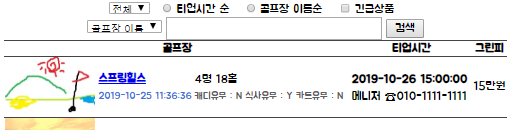 전체 티업시간 순 골프장 이름순 긴급상품
골프장 이름 검색
골프장 티업시간 그린피
스프링힐스 4명 18홀 2019-10-26 15:00:00 15만원
2019-10-25 11:36:36 캐디유무 : N 식사유무 : Y 카트유무 : N 메니저 ☎010-1111-1111